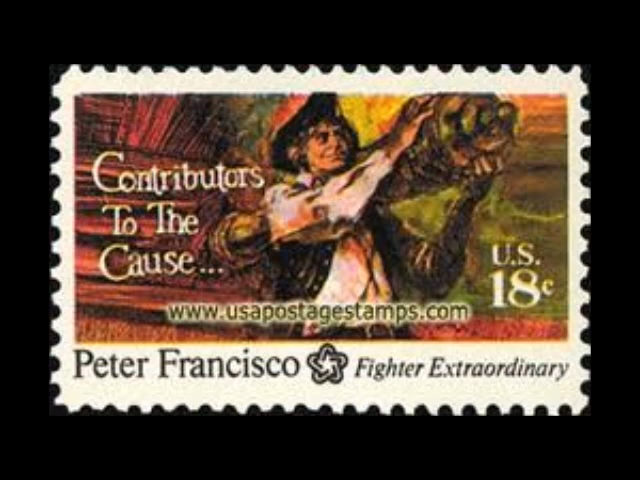 Contributors
To The
Cause...
U.S.
18c
www.usapostagestamps.com
Peter Francisco Fighter Extraordinary